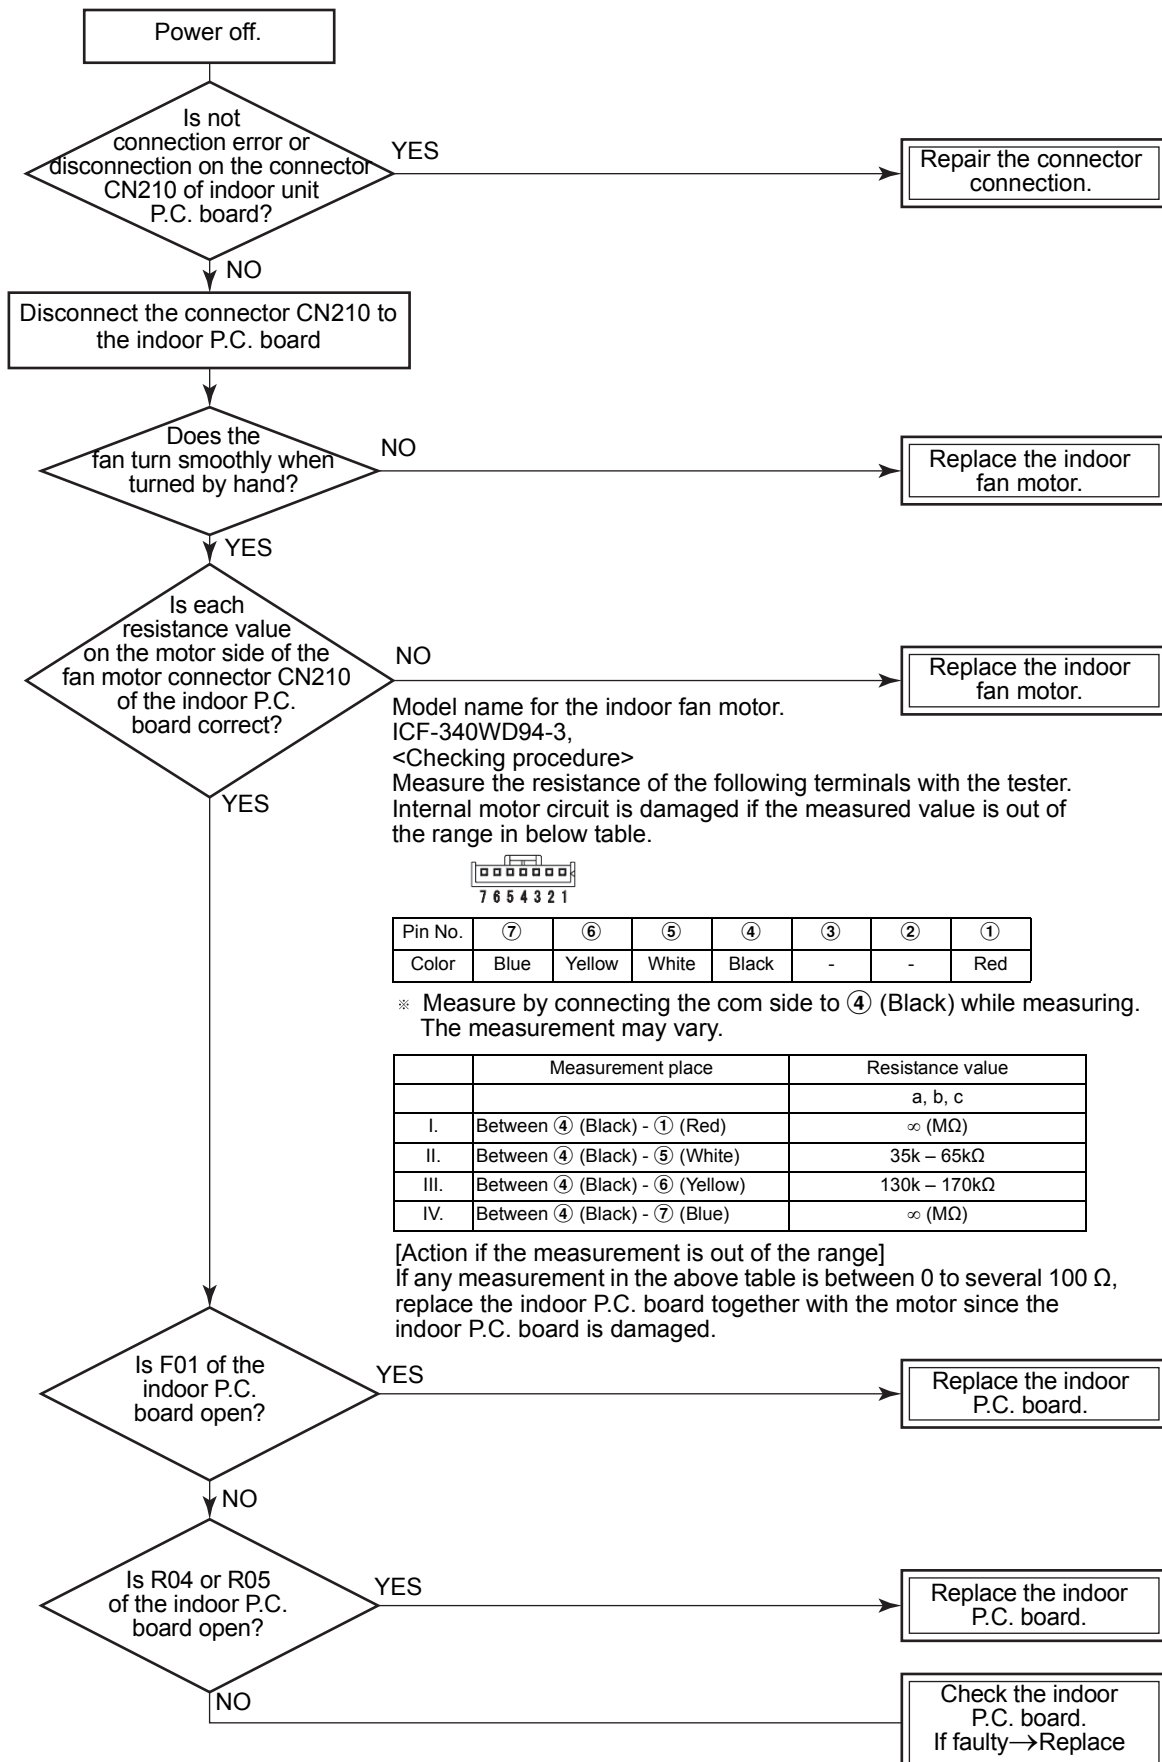 Power off.
Is not
connection error or
disconnection on the connector
CN210 of indoor unit
P.C. board?
YES
Repair the connector
connection.
NO
Disconnect the connector CN210 to
the indoor P.C. board
Does the
fan turn smoothly when
turned by hand?
NO
Replace the indoor
fan motor.
YES
Is each
resistance value
on the motor side of the
fan motor connector CN210
of the indoor P.C.
board correct?
NO
Replace the indoor
fan motor.
YES
Model name for the indoor fan motor.
ICF-340WD94-3,
<Checking procedure>
Measure the resistance of the following terminals with the tester.
Internal motor circuit is damaged if the measured value is out of
the range in below table.
7 6 5 4 3 2 1
Pin No. ⑦ ⑥ ⑤ ④ ③ ② ①
Color Blue Yellow White Black - - Red
※ Measure by connecting the com side to ④ (Black) while measuring.
The measurement may vary.
Measurement place Resistance value
a, b, c
I. Between ④ (Black) - ① (Red) ∞ (MΩ)
II. Between ④ (Black) - ⑤ (White) 35k – 65kΩ
III. Between ④ (Black) - ⑥ (Yellow) 130k – 170kΩ
IV. Between ④ (Black) - ⑦ (Blue) ∞ (MΩ)
[Action if the measurement is out of the range]
If any measurement in the above table is between 0 to several 100 Ω,
replace the indoor P.C. board together with the motor since the
indoor P.C. board is damaged.
Is F01 of the
indoor P.C.
board open?
YES
Replace the indoor
P.C. board.
NO
Is R04 or R05
of the indoor P.C.
board open?
YES
Replace the indoor
P.C. board.
NO
Check the indoor
P.C. board.
If faulty→Replace